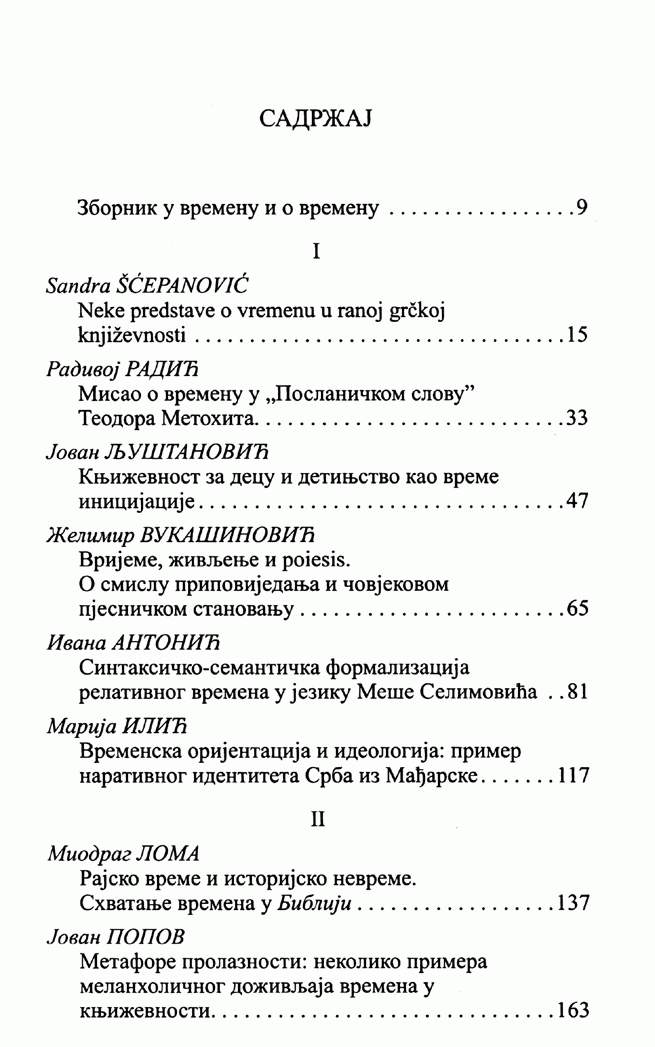 САДРЖАЈ
Зборник у времену и о времену . . . . . . . . . . . . . . . . . .9
I
Sandra ŠĆEPANOVIĆ
Neke predstave o vremenu u ranoj grčkoj
književnosti . . . . . . . . . . . . . . . . . . . . . . . . . . . . . . . . . .15
Радивој РАДИЋ
Мисао о времену у „Посланичком слову”
Теодора Метохита. . . . . . . . . . . . . . . . . . . . . . . . . . . . .33
Јован ЉУШТАНОВИЋ
Књижевност за децу и детињство као време
иницијације . . . . . . . . . . . . . . . . . . . . . . . . . . . . . . . . . .47
Желимир ВУКАШИНОВИЋ
Вријеме, живљење и poiesis.
О смислу приповиједања и човјековом
пјесничком становању . . . . . . . . . . . . . . . . . . . . . . . . .65
Ивана АНТОНИЋ
Синтаксичко-семантичка формализација
релативног времена у језику Меше Селимовића . .81
Марија ИЛИЋ
Временска оријентација и идеологија: пример
наративног идентитета Срба из Мађарске. . . . . . .117
II
Миодраг ЛОМА
Рајско време и историјско невреме.
Схватање времена у Библији . . . . . . . . . . . . . . . . . . .137
Јован ПОПОВ
Метафоре пролазности: неколико примера
меланхоличног доживљаја времена у
књижевности. . . . . . . . . . . . . . . . . . . . . . . . . . . . . . . .163